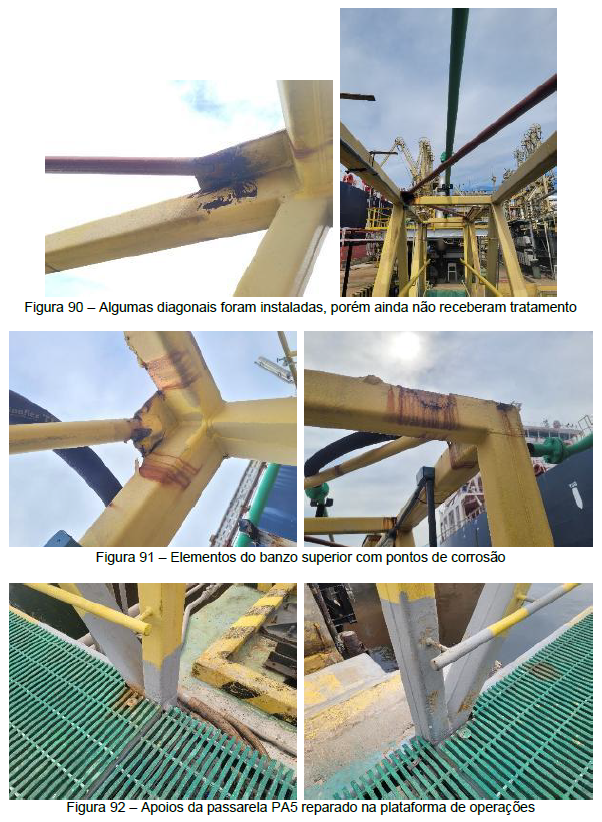 Figura 90 – Algumas diagonais foram instaladas, porém ainda não receberam tratamento
Figura 91 – Elementos do banzo superior com pontos de corrosão
Figura 92 – Apoios da passarela PA5 reparado na plataforma de operações